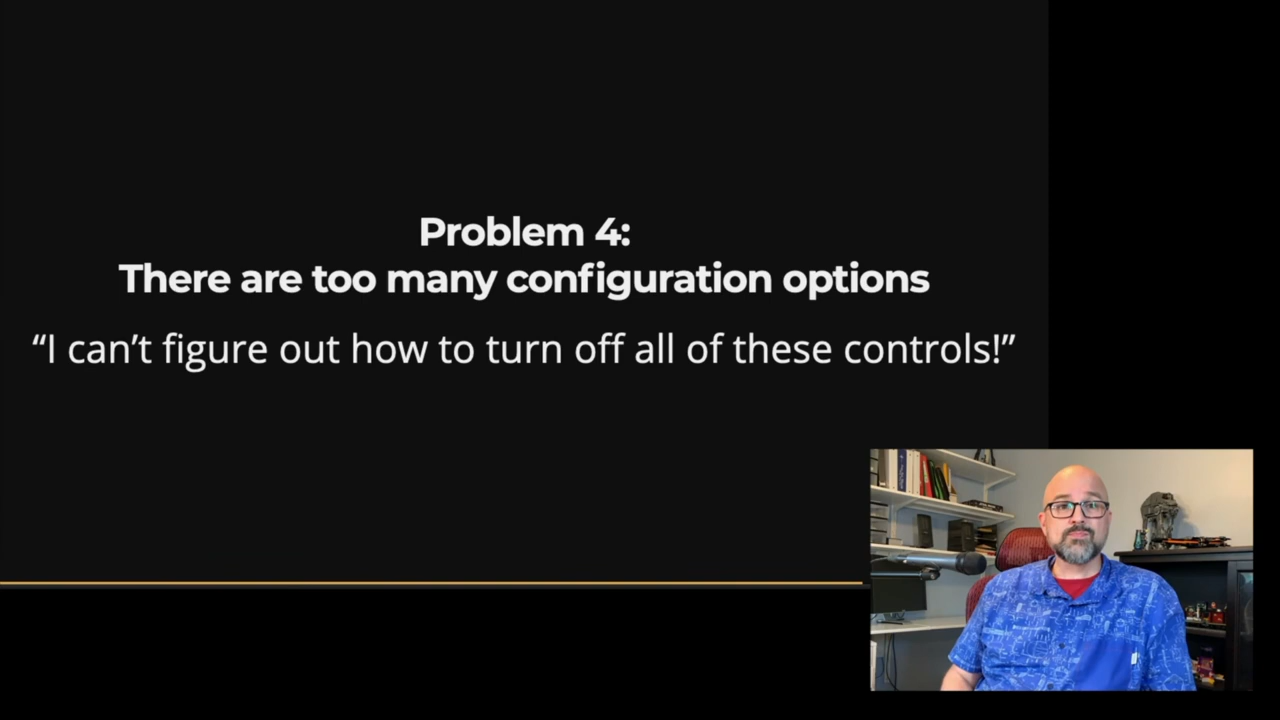 Problem 4:
There are too many configuration options
“I can’t figure out how to turn off all of these controls!”